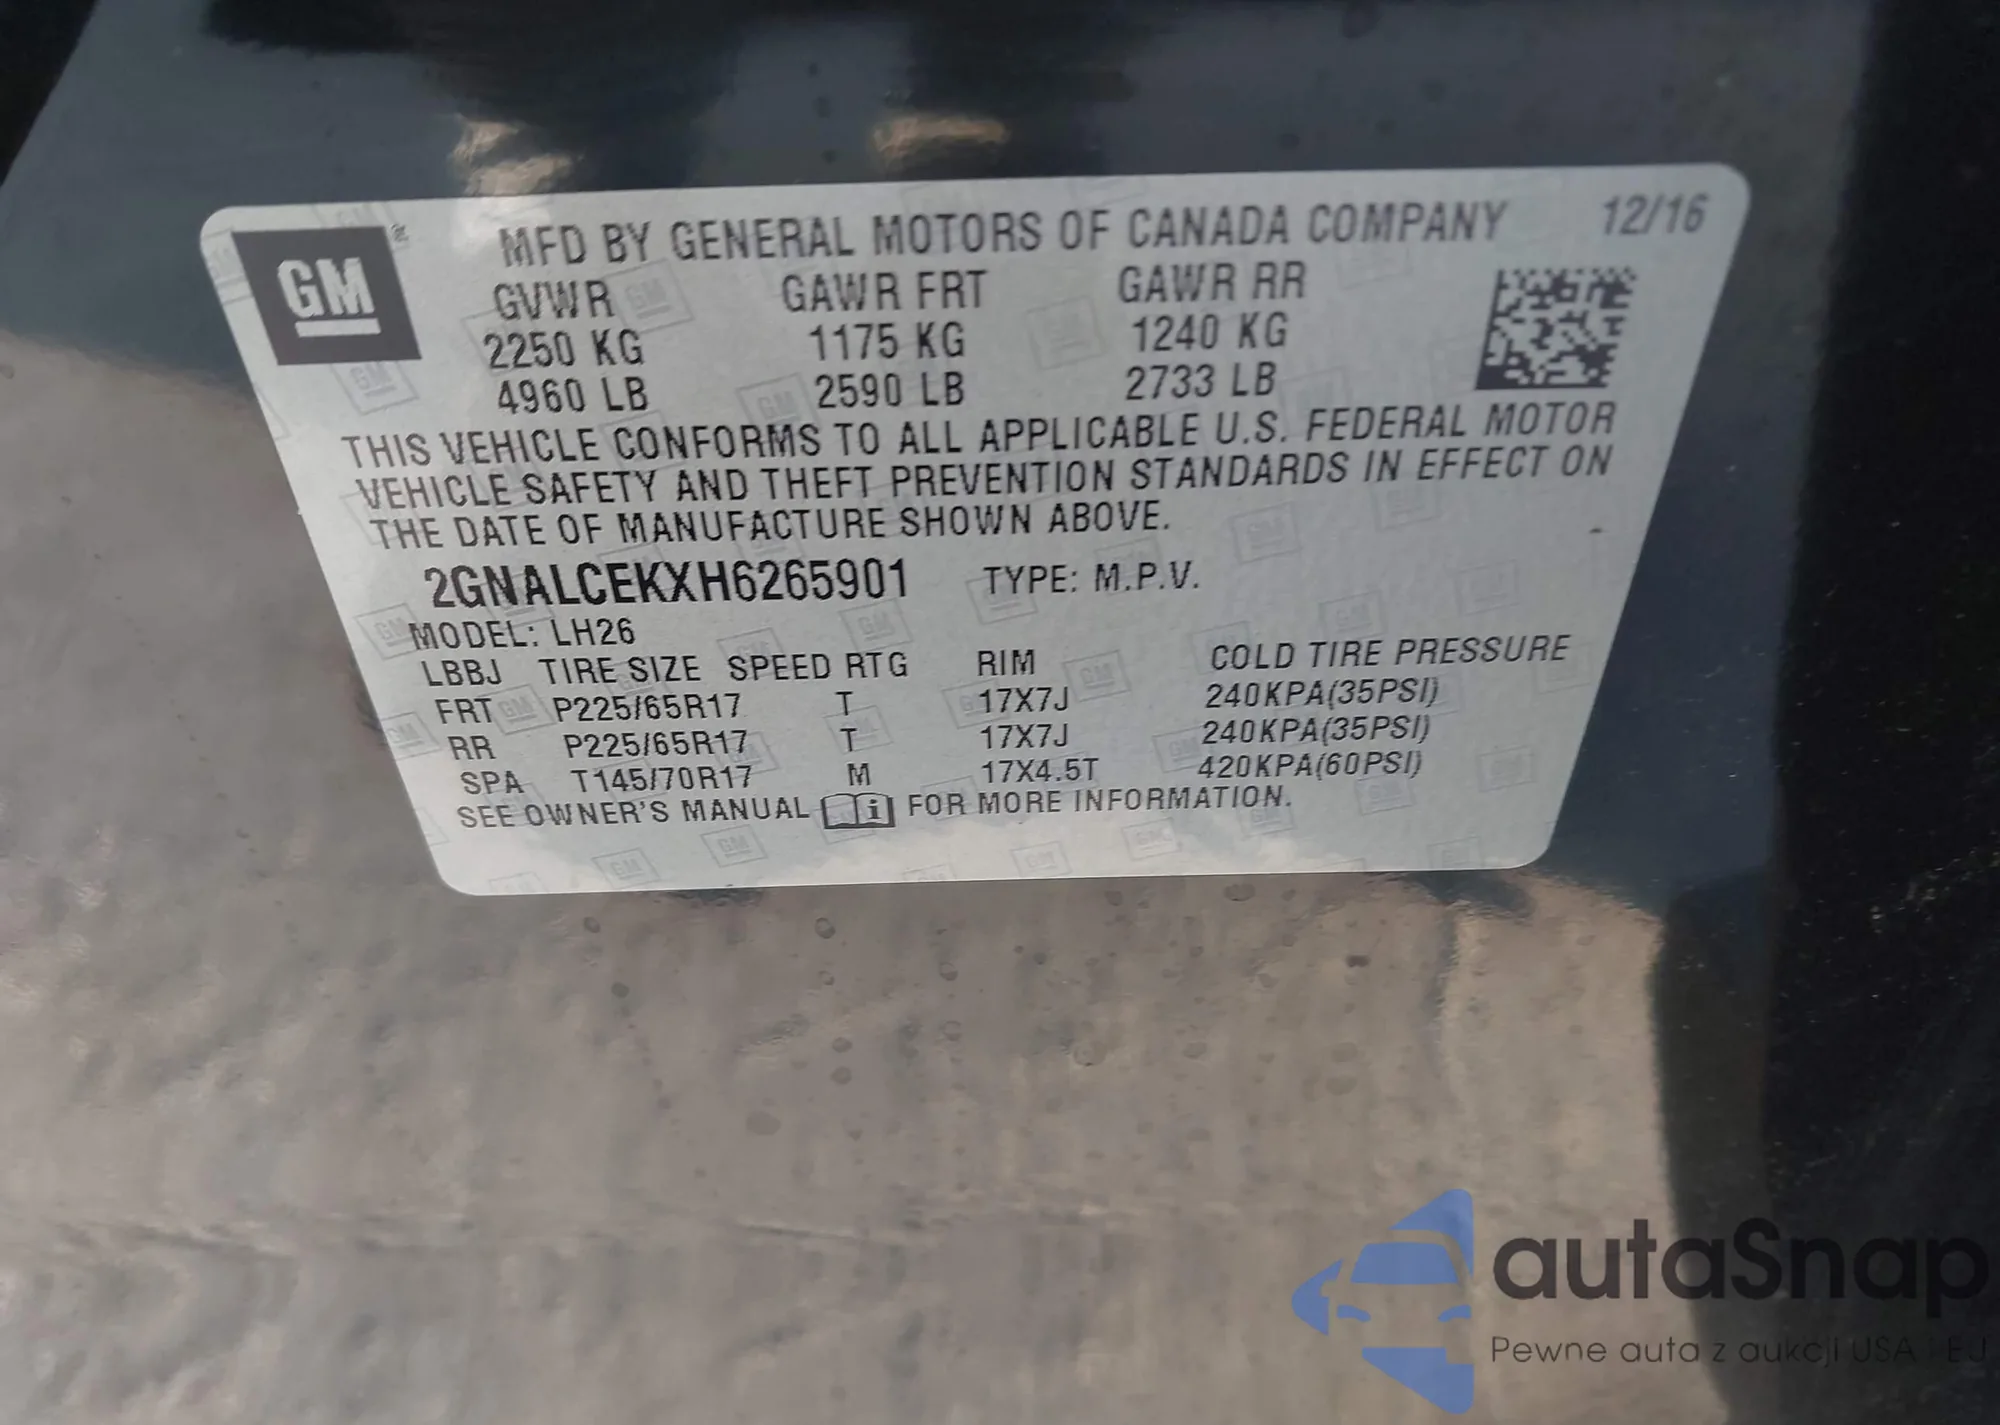 GM
MFD BY GENERAL MOTORS OF CANADA COMPANY 12/16
GVWR GAWR FRT GAWR RR
2250 KG 1175 KG 1240 KG
4960 LB 2590 LB 2733 LB
THIS VEHICLE CONFORMS TO ALL APPLICABLE U.S. FEDERAL MOTOR
VEHICLE SAFETY AND THEFT PREVENTION STANDARDS IN EFFECT ON
THE DATE OF MANUFACTURE SHOWN ABOVE.
2GNALCEKXH6265901 TYPE: M.P.V.
MODEL: LH26
LBBJ TIRE SIZE SPEED RTG RIM COLD TIRE PRESSURE
FRT P225/65R17 T 17X7J 240KPA(35PSI)
RR P225/65R17 T 17X7J 240KPA(35PSI)
SPA T145/70R17 M 17X4.5T 420KPA(60PSI)
SEE OWNER'S MANUAL i FOR MORE INFORMATION.
autaSnap
Pewne auta z aukcji USA i EU